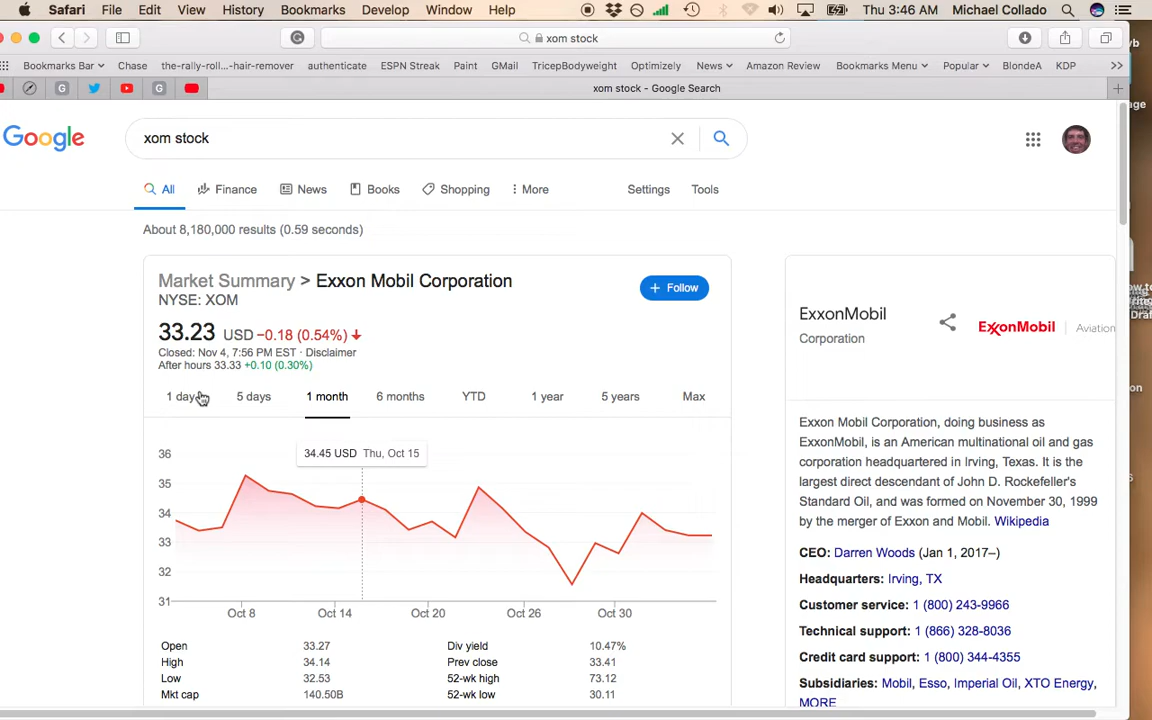 Safari File Edit View History Bookmarks Develop Window Help Thu 3:46 AM Michael Collado
xom stock
Bookmarks Bar Chase the-rally-roll...-hair-remover authenticate ESPN Streak Paint GMail TricepBodyweight Optimizely News Amazon Review Bookmarks Menu Popular BlondeA KDP
xom stock - Google Search
Google
xom stock
All Finance News Books Shopping More Settings Tools
About 8,180,000 results (0.59 seconds)
Market Summary > Exxon Mobil Corporation
NYSE: XOM
+ Follow
33.23 USD −0.18 (0.54%)
Closed: Nov 4, 7:56 PM EST · Disclaimer
After hours 33.33 +0.10 (0.30%)
1 day 5 days 1 month 6 months YTD 1 year 5 years Max
34.45 USD Thu, Oct 15
36
35
34
33
32
31
Oct 8 Oct 14 Oct 20 Oct 26 Oct 30
Open 33.27 Div yield 10.47%
High 34.14 Prev close 33.41
Low 32.53 52-wk high 73.12
Mkt cap 140.50B 52-wk low 30.11
ExxonMobil
Corporation
ExxonMobil Aviation
Exxon Mobil Corporation, doing business as
ExxonMobil, is an American multinational oil and gas
corporation headquartered in Irving, Texas. It is the
largest direct descendant of John D. Rockefeller's
Standard Oil, and was formed on November 30, 1999
by the merger of Exxon and Mobil. Wikipedia
CEO: Darren Woods (Jan 1, 2017–)
Headquarters: Irving, TX
Customer service: 1 (800) 243-9966
Technical support: 1 (866) 328-8036
Credit card support: 1 (800) 344-4355
Subsidiaries: Mobil, Esso, Imperial Oil, XTO Energy,
MORE